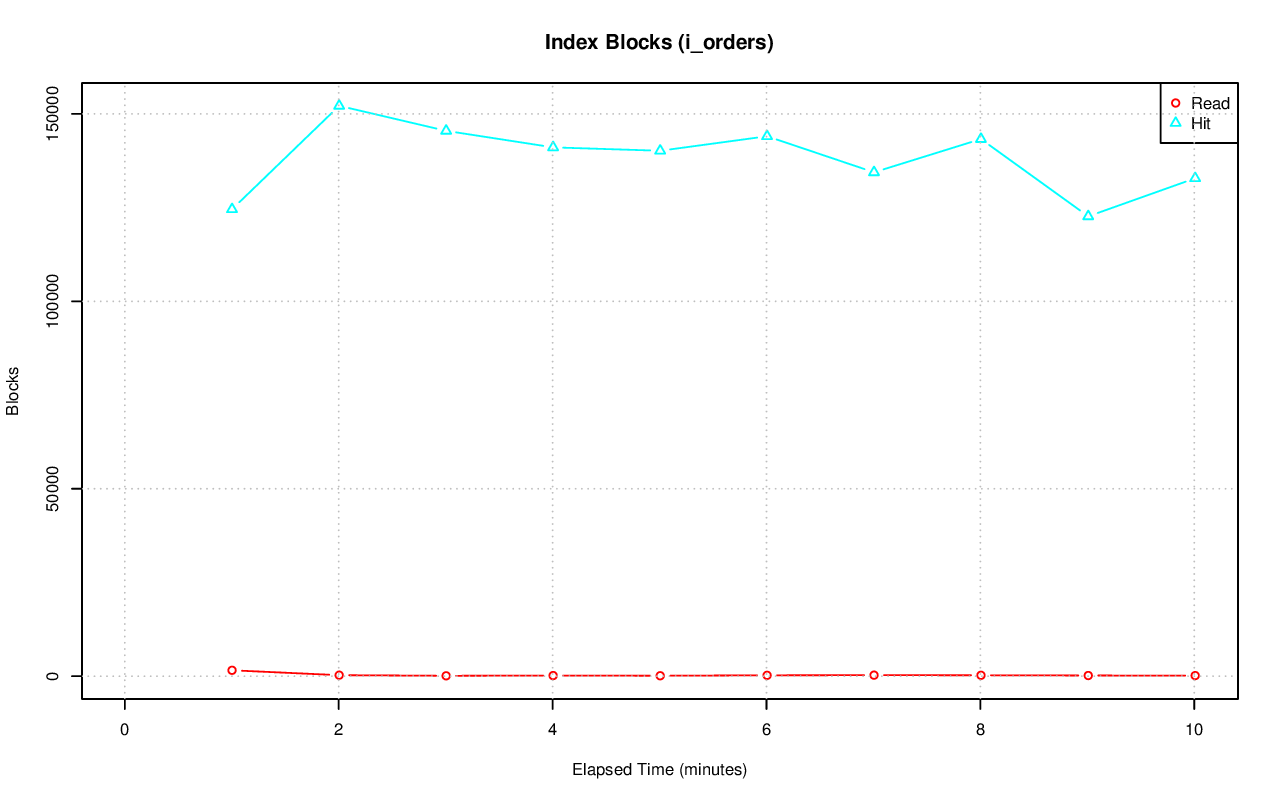 Index Blocks (i_orders)
Read
Hit
150000
100000
50000
0
Blocks
0 2 4 6 8 10
Elapsed Time (minutes)